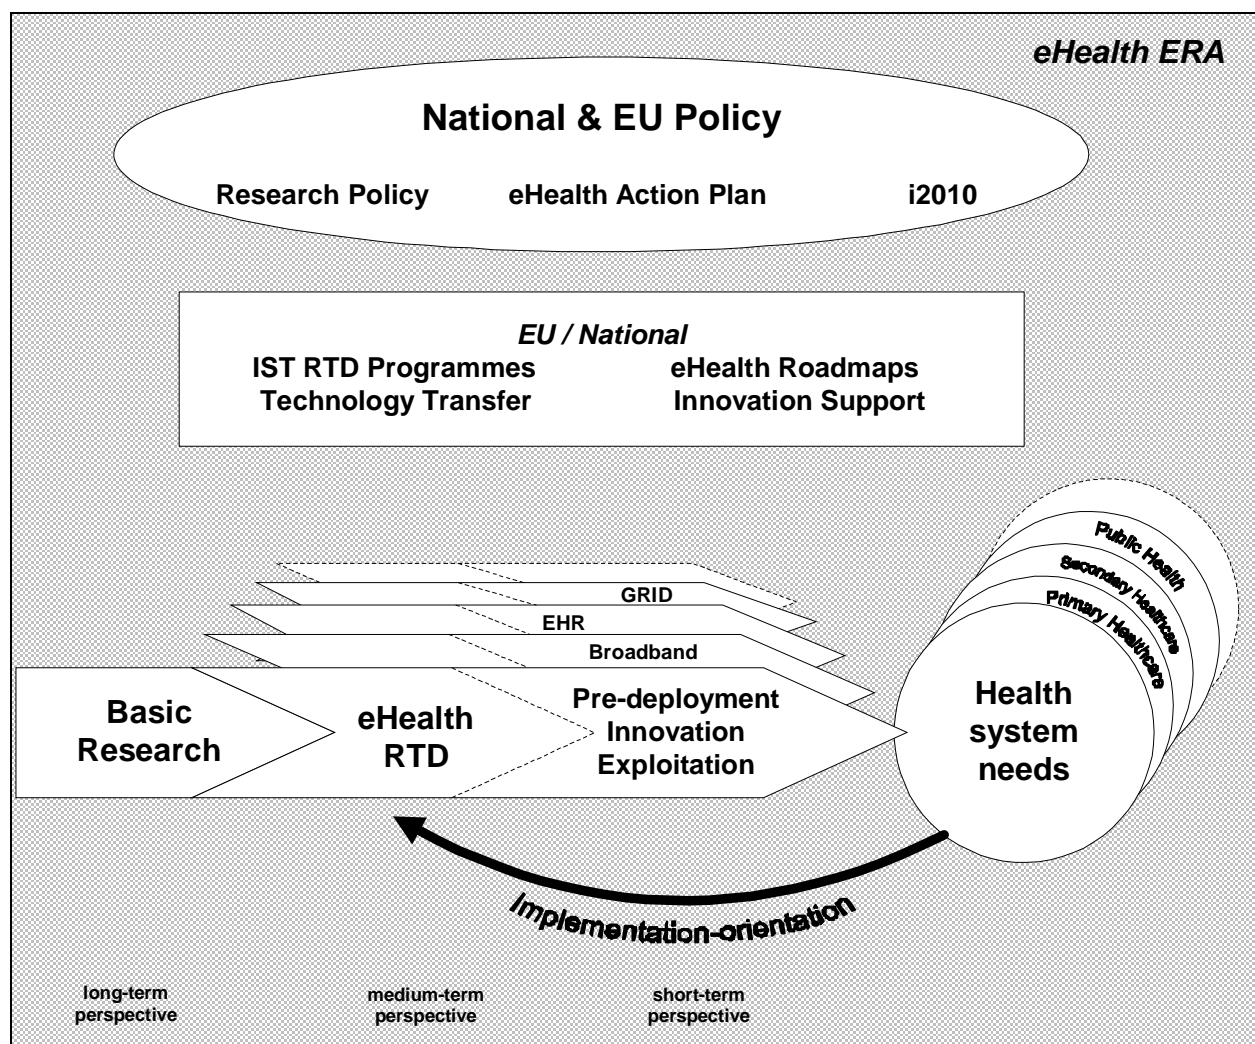 eHealth ERA
National & EU Policy
Research Policy eHealth Action Plan i2010
EU / National
IST RTD Programmes eHealth Roadmaps
Technology Transfer Innovation Support
Public Health
Secondary Healthcare
Primary Healthcare
GRID
EHR
Broadband
Basic
Research
eHealth
RTD
Pre-deployment
Innovation
Exploitation
Health
system
needs
Implementation-orientation
long-term
perspective
medium-term
perspective
short-term
perspective